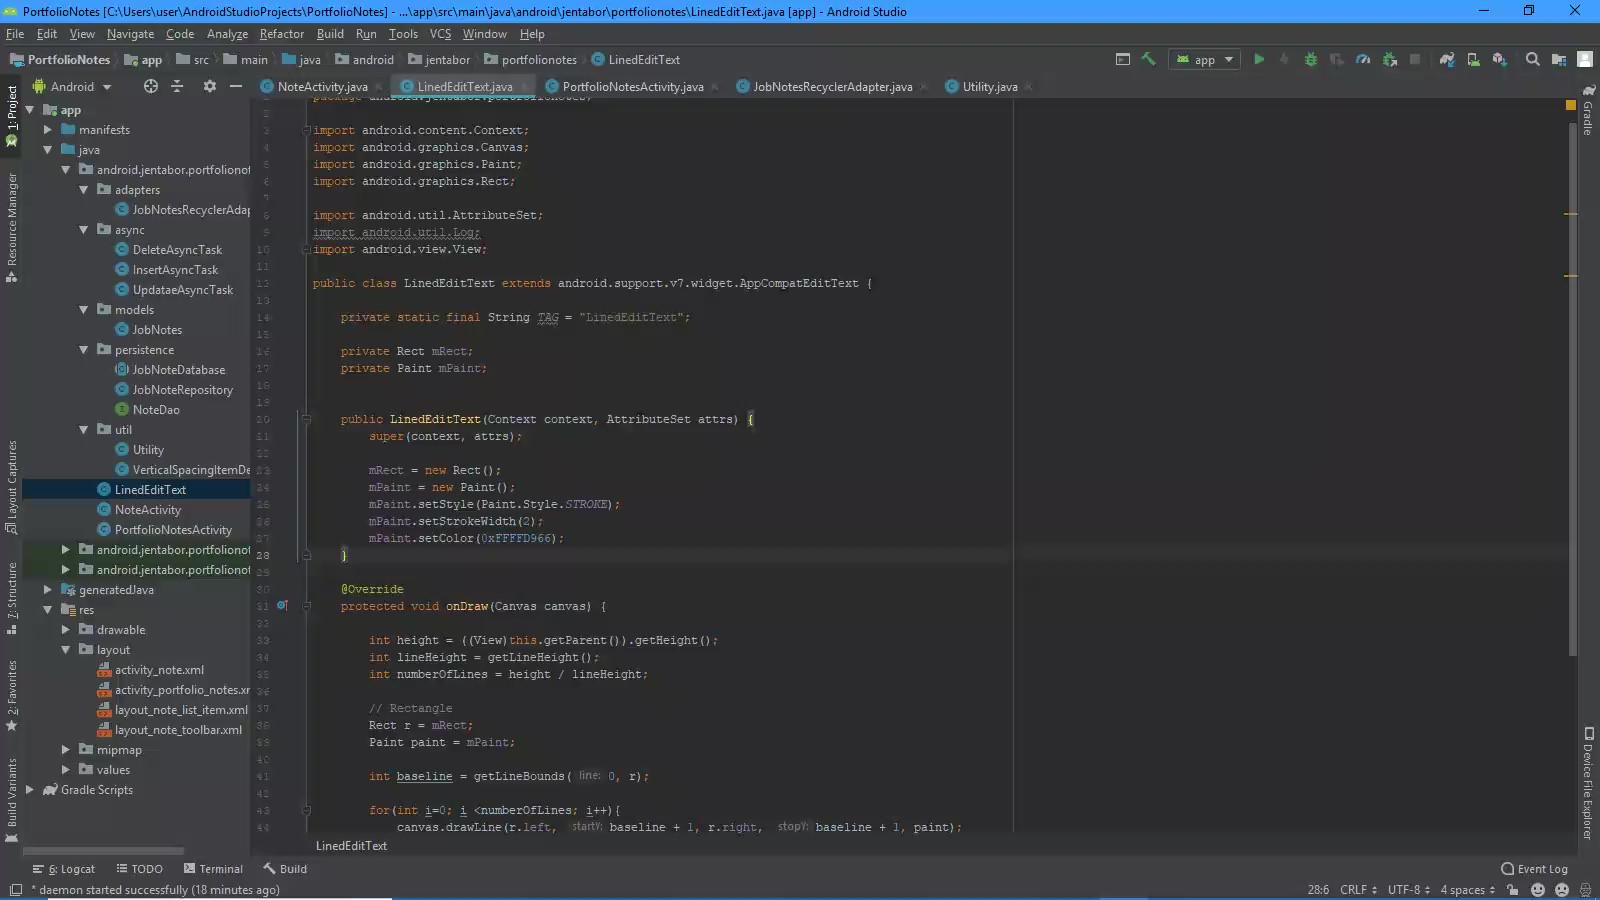 PortfolioNotes [C:\Users\user\AndroidStudioProjects\PortfolioNotes] - ...\app\src\main\java\android\jentabor\portfolionotes\LinedEditText.java [app] - Android Studio
File Edit View Navigate Code Analyze Refactor Build Run Tools VCS Window Help
PortfolioNotes app src main java android jentabor portfolionotes LinedEditText app
Android NoteActivity.java LinedEditText.java PortfolioNotesActivity.java JobNotesRecyclerAdapter.java Utility.java
1: Project
Resource Manager
Layout Captures
7: Structure
2: Favorites
Build Variants
Gradle
Device File Explorer
app
manifests
java
android.jentabor.portfolionot
adapters
JobNotesRecyclerAdap
async
DeleteAsyncTask
InsertAsyncTask
UpdataeAsyncTask
models
JobNotes
persistence
JobNoteDatabase
JobNoteRepository
NoteDao
util
Utility
VerticalSpacingItemDe
LinedEditText
NoteActivity
PortfolioNotesActivity
android.jentabor.portfolionot
android.jentabor.portfolionot
generatedJava
res
drawable
layout
activity_note.xml
activity_portfolio_notes.xm
layout_note_list_item.xml
layout_note_toolbar.xml
mipmap
values
Gradle Scripts
package android.jentabor.portfolionotes;
2
3 import android.content.Context;
4 import android.graphics.Canvas;
5 import android.graphics.Paint;
6 import android.graphics.Rect;
7
8 import android.util.AttributeSet;
9 import android.util.Log;
10 import android.view.View;
11
12 public class LinedEditText extends android.support.v7.widget.AppCompatEditText {
13
14 private static final String TAG = "LinedEditText";
15
16 private Rect mRect;
17 private Paint mPaint;
18
19
20 public LinedEditText(Context context, AttributeSet attrs) {
21 super(context, attrs);
22
23 mRect = new Rect();
24 mPaint = new Paint();
25 mPaint.setStyle(Paint.Style.STROKE);
26 mPaint.setStrokeWidth(2);
27 mPaint.setColor(0xFFFFD966);
28 }
29
30 @Override
31 protected void onDraw(Canvas canvas) {
32
33 int height = ((View)this.getParent()).getHeight();
34 int lineHeight = getLineHeight();
35 int numberOfLines = height / lineHeight;
36
37 // Rectangle
38 Rect r = mRect;
39 Paint paint = mPaint;
40
41 int baseline = getLineBounds( line: 0, r);
42
43 for(int i=0; i <numberOfLines; i++){
44 canvas.drawLine(r.left, startY: baseline + 1, r.right, stopY: baseline + 1, paint);
LinedEditText
6: Logcat TODO Terminal Build Event Log
* daemon started successfully (18 minutes ago) 28:6 CRLF UTF-8 4 spaces